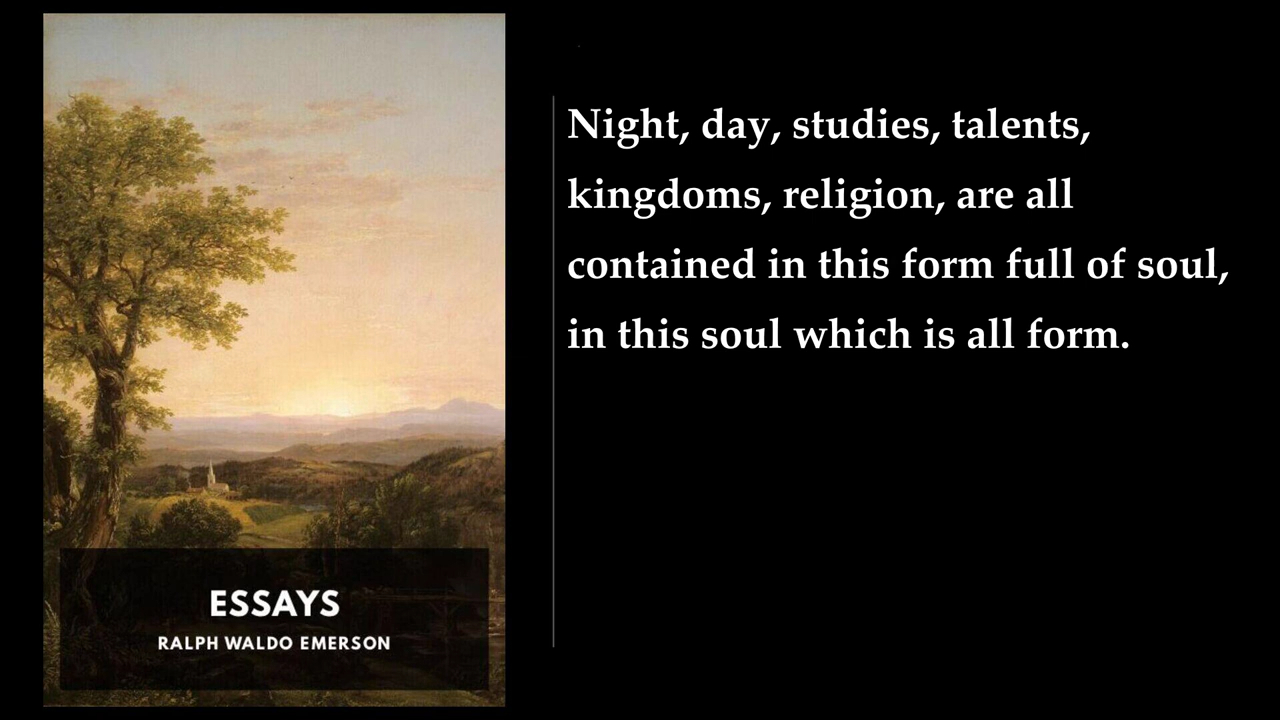 ESSAYS
RALPH WALDO EMERSON
Night, day, studies, talents,
kingdoms, religion, are all
contained in this form full of soul,
in this soul which is all form.